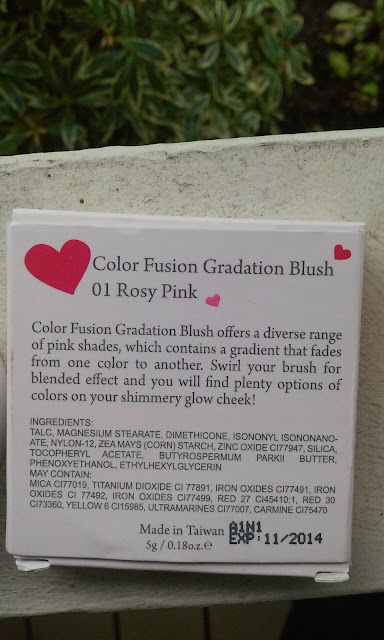 Color Fusion Gradation Blush
01 Rosy Pink
Color Fusion Gradation Blush offers a diverse range
of pink shades, which contains a gradient that fades
from one color to another. Swirl your brush for
blended effect and you will find plenty options of
colors on your shimmery glow cheek!
INGREDIENTS:
TALC, MAGNESIUM STEARATE, DIMETHICONE, ISONONYL ISONONANO-
ATE, NYLON-12, ZEA MAYS (CORN) STARCH, ZINC OXIDE CI77947, SILICA,
TOCOPHERYL ACETATE, BUTYROSPERMUM PARKII BUTTER,
PHENOXYETHANOL, ETHYLHEXYLGLYCERIN
MAY CONTAIN:
MICA CI77019, TITANIUM DIOXIDE CI 77891, IRON OXIDES CI77491, IRON
OXIDES CI 77492, IRON OXIDES CI77499, RED 27 CI45410:1, RED 30
CI73360, YELLOW 6 CI15985, ULTRAMARINES CI77007, CARMINE CI75470
Made in Taiwan A1N1
5g / 0.18o.z.e EXP:11/2014